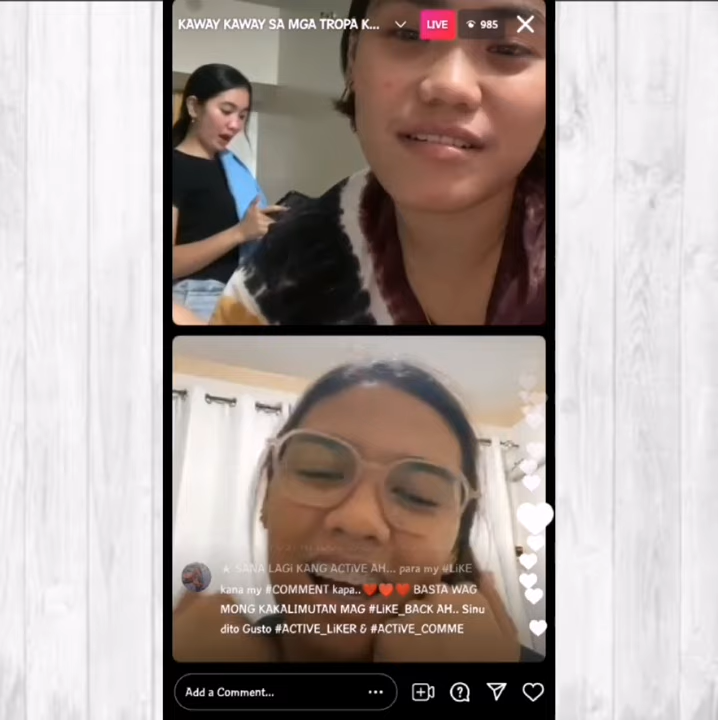 KAWAY KAWAY SA MGA TROPA K...
LIVE
985
★ SANA LAGi KANG ACTiVE AH... para my #LiKE
kana my #COMMENT kapa..❤️❤️❤️ BASTA WAG
MONG KAKALIMUTAN MAG #LiKE_BACK AH.. Sinu
dito Gusto #ACTIVE_LiKER & #ACTiVE_COMME
Add a Comment...